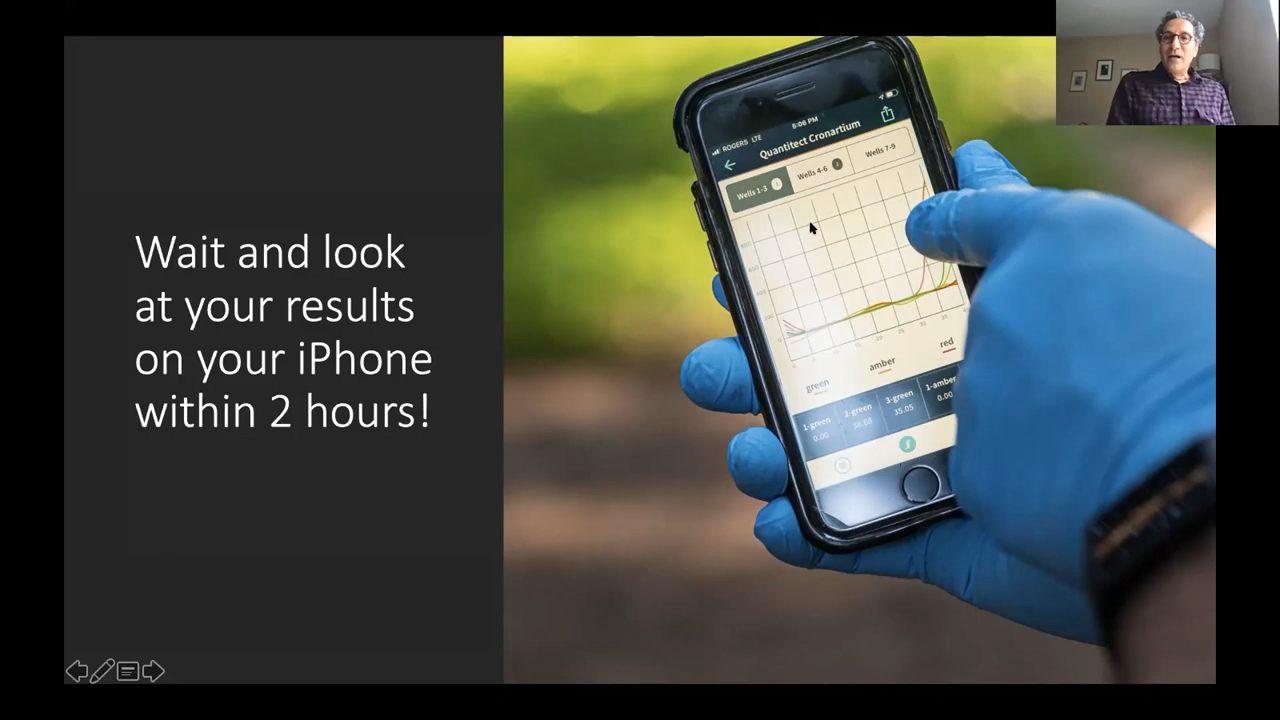 Wait and look
at your results
on your iPhone
within 2 hours!
ROGERS LTE
6:06 PM
Quantitect Cronartium
Wells 1-3
Wells 4-6
Wells 7-9
green
amber
red
1-green
2-green
3-green
1-amber
0.00
35.05
0.00